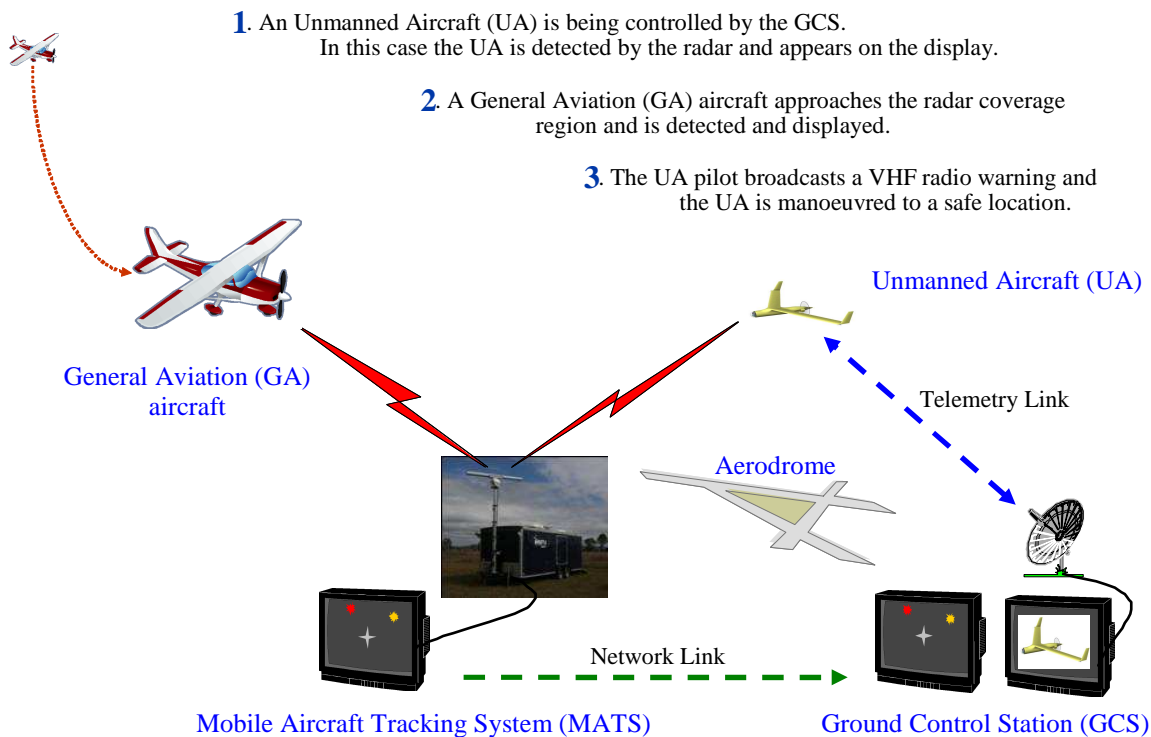 1. An Unmanned Aircraft (UA) is being controlled by the GCS.
In this case the UA is detected by the radar and appears on the display.
2. A General Aviation (GA) aircraft approaches the radar coverage
region and is detected and displayed.
3. The UA pilot broadcasts a VHF radio warning and
the UA is manoeuvred to a safe location.
Unmanned Aircraft (UA)
General Aviation (GA)
aircraft
Telemetry Link
Aerodrome
Network Link
Mobile Aircraft Tracking System (MATS)
Ground Control Station (GCS)